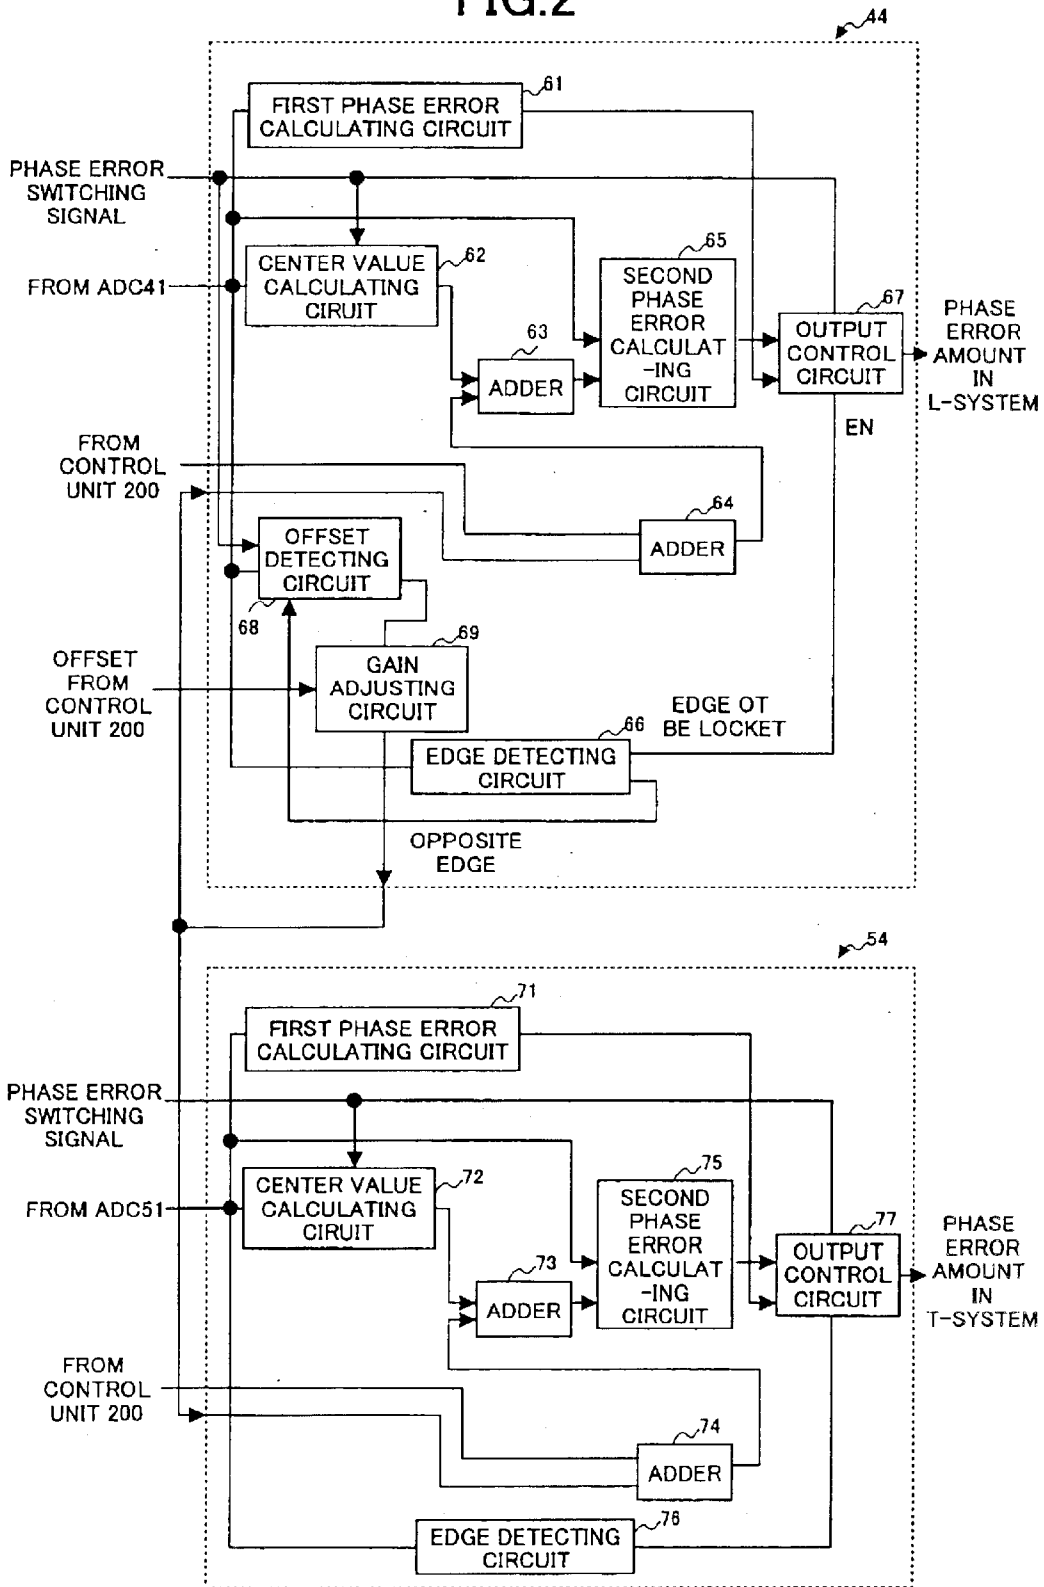 FIG.2
44
61
FIRST PHASE ERROR
CALCULATING CIRCUIT
PHASE ERROR
SWITCHING
SIGNAL
62
CENTER VALUE
CALCULATING
CIRUIT
FROM ADC41
65
SECOND
PHASE
ERROR
CALCULAT
-ING
CIRCUIT
67
OUTPUT
CONTROL
CIRCUIT
PHASE
ERROR
AMOUNT
IN
L-SYSTEM
63
ADDER
EN
FROM
CONTROL
UNIT 200
64
ADDER
OFFSET
DETECTING
CIRCUIT
68
69
GAIN
ADJUSTING
CIRCUIT
OFFSET
FROM
CONTROL
UNIT 200
EDGE OT
BE LOCKET
66
EDGE DETECTING
CIRCUIT
OPPOSITE
EDGE
54
71
FIRST PHASE ERROR
CALCULATING CIRCUIT
PHASE ERROR
SWITCHING
SIGNAL
72
CENTER VALUE
CALCULATING
CIRUIT
FROM ADC51
75
SECOND
PHASE
ERROR
CALCULAT
-ING
CIRCUIT
77
OUTPUT
CONTROL
CIRCUIT
PHASE
ERROR
AMOUNT
IN
T-SYSTEM
73
ADDER
FROM
CONTROL
UNIT 200
74
ADDER
76
EDGE DETECTING
CIRCUIT